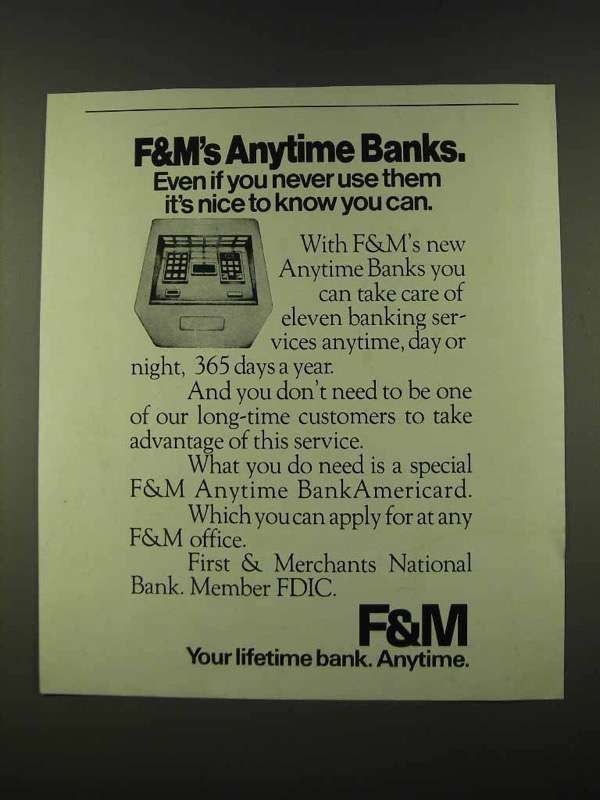 F&M's Anytime Banks.
Even if you never use them
it's nice to know you can.
With F&M's new
Anytime Banks you
can take care of
eleven banking ser-
vices anytime, day or
night, 365 days a year.
And you don't need to be one
of our long-time customers to take
advantage of this service.
What you do need is a special
F&M Anytime BankAmericard.
Which you can apply for at any
F&M office.
First & Merchants National
Bank. Member FDIC.
F&M
Your lifetime bank. Anytime.